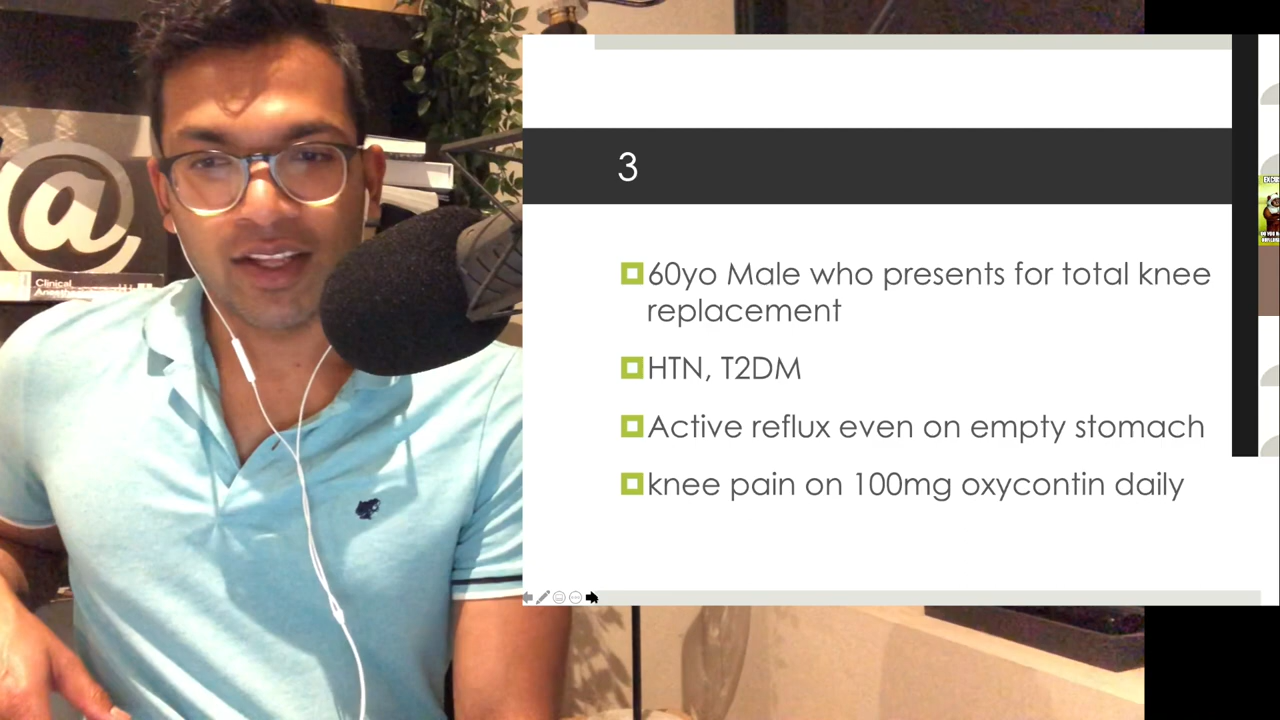 3
60yo Male who presents for total knee
replacement
HTN, T2DM
Active reflux even on empty stomach
knee pain on 100mg oxycontin daily
@
Clinical